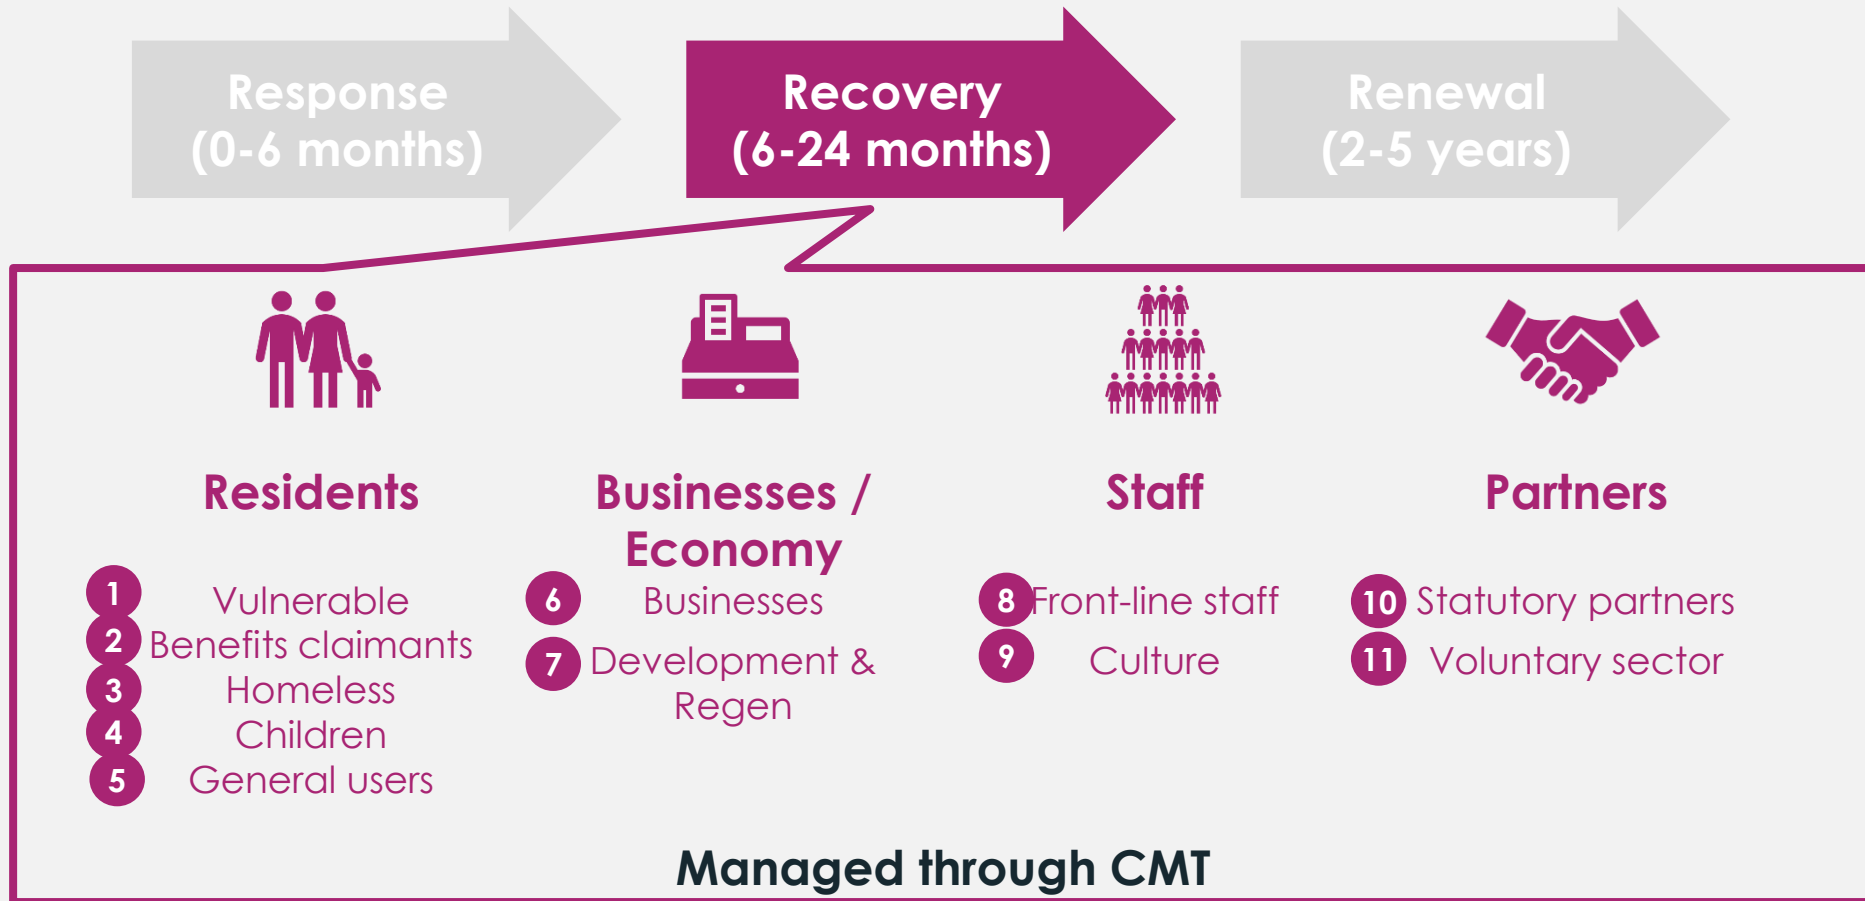 Response
(0-6 months)
Recovery
(6-24 months)
Renewal
(2-5 years)
Residents
Businesses /
Economy
Staff
Partners
1 Vulnerable
2 Benefits claimants
3 Homeless
4 Children
5 General users
6 Businesses
7 Development &
Regen
8 Front-line staff
9 Culture
10 Statutory partners
11 Voluntary sector
Managed through CMT